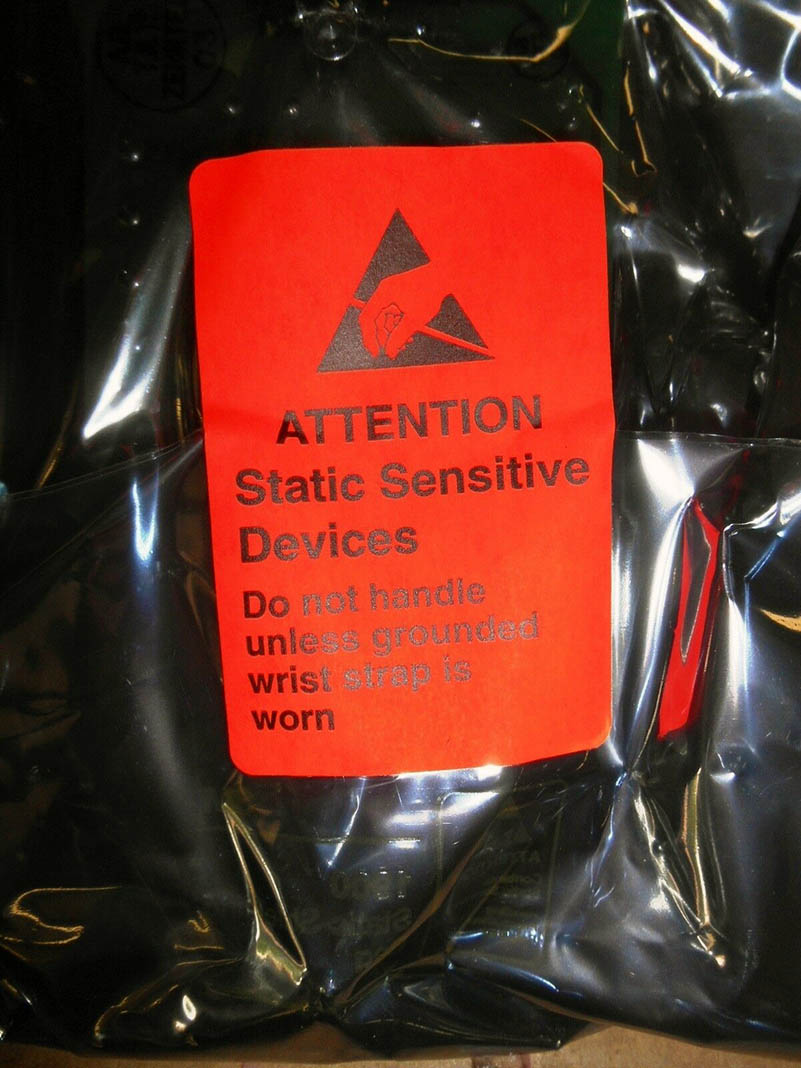 ATTENTION
Static Sensitive
Devices
Do not handle
unless grounded
wrist strap is
worn